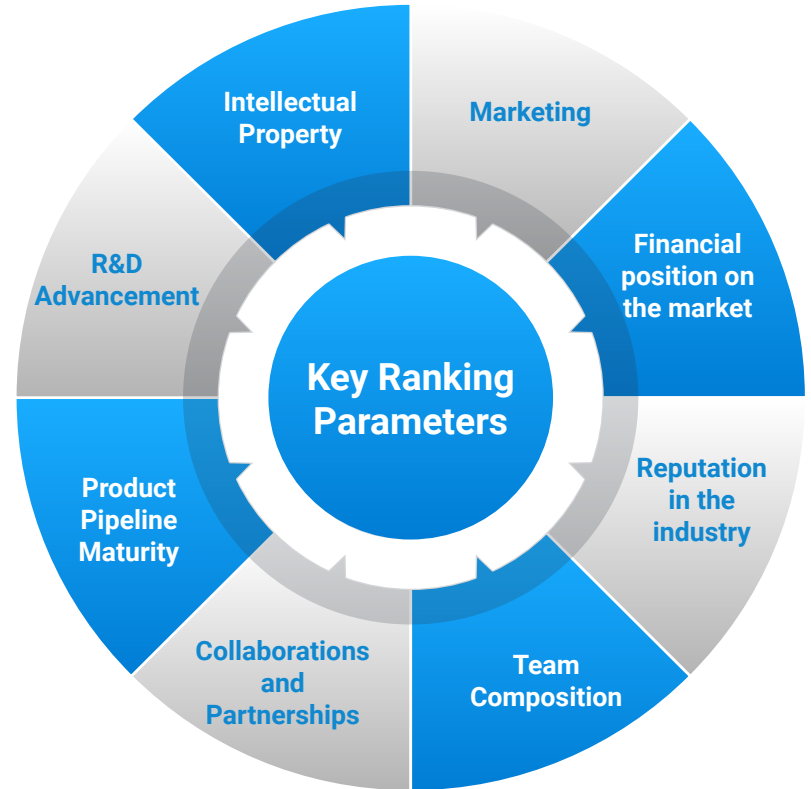 Intellectual
Property
Marketing
Financial
position on
the market
Reputation
in the
industry
Team
Composition
Collaborations
and
Partnerships
Product
Pipeline
Maturity
R&D
Advancement
Key Ranking
Parameters